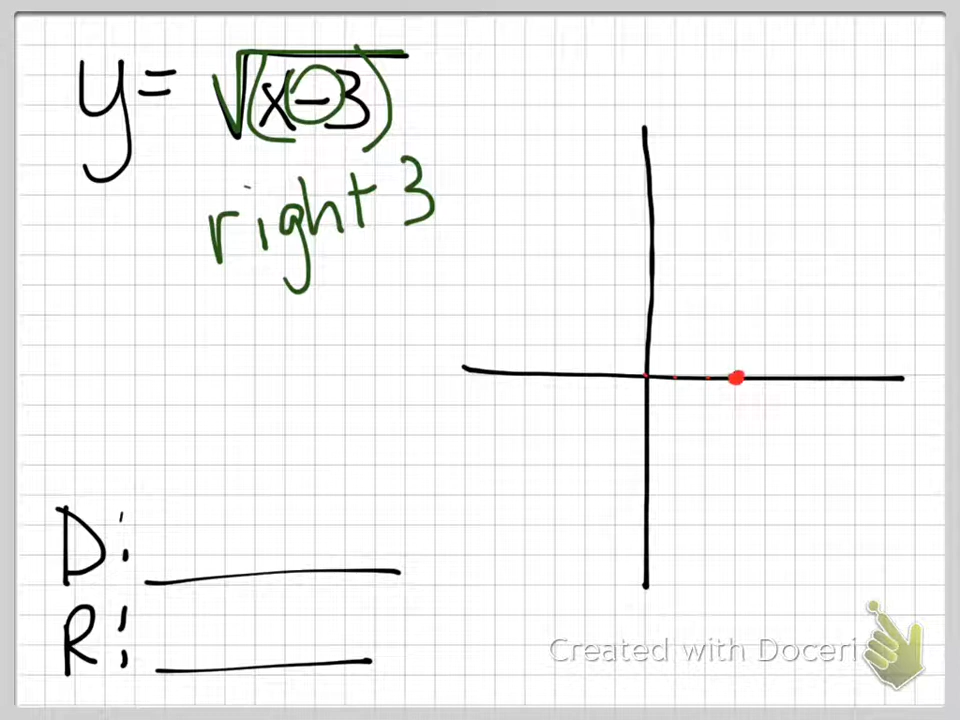 y = √(x-3)
right 3
D:
R:
Created with Doceri